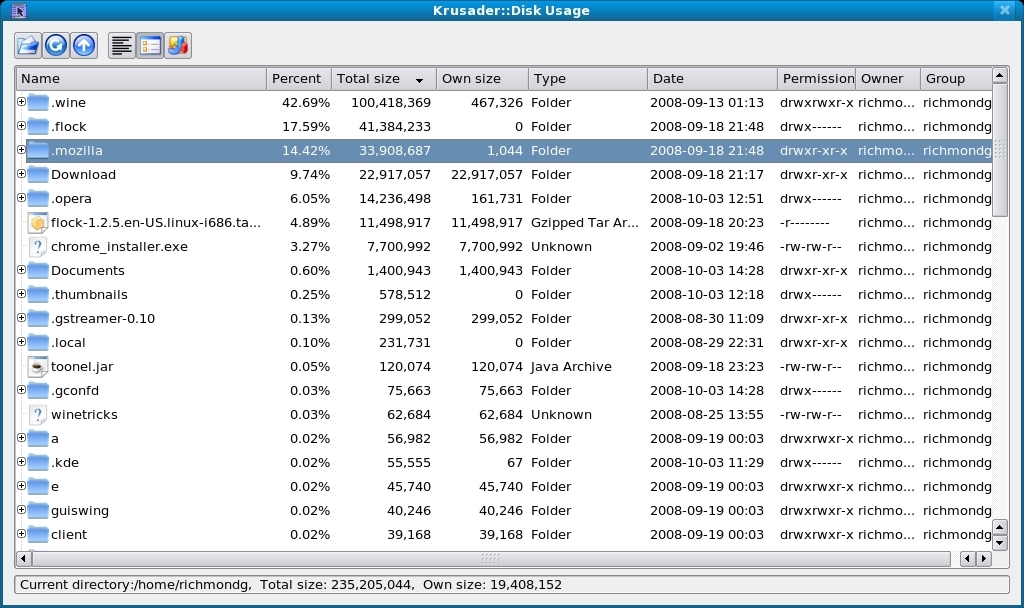 Krusader::Disk Usage
Name Percent Total size Own size Type Date Permission Owner Group
.wine 42.69% 100,418,369 467,326 Folder 2008-09-13 01:13 drwxrwxr-x richmo... richmondg
.flock 17.59% 41,384,233 0 Folder 2008-09-18 21:48 drwx------ richmo... richmondg
.mozilla 14.42% 33,908,687 1,044 Folder 2008-09-18 21:48 drwxr-xr-x richmo... richmondg
Download 9.74% 22,917,057 22,917,057 Folder 2008-09-18 21:17 drwxr-xr-x richmo... richmondg
.opera 6.05% 14,236,498 161,731 Folder 2008-10-03 12:51 drwx------ richmo... richmondg
flock-1.2.5.en-US.linux-i686.ta... 4.89% 11,498,917 11,498,917 Gzipped Tar Ar... 2008-09-18 20:23 -r-------- richmo... richmondg
chrome_installer.exe 3.27% 7,700,992 7,700,992 Unknown 2008-09-02 19:46 -rw-rw-r-- richmo... richmondg
Documents 0.60% 1,400,943 1,400,943 Folder 2008-10-03 14:28 drwxr-xr-x richmo... richmondg
.thumbnails 0.25% 578,512 0 Folder 2008-10-03 12:18 drwx------ richmo... richmondg
.gstreamer-0.10 0.13% 299,052 299,052 Folder 2008-08-30 11:09 drwxr-xr-x richmo... richmondg
.local 0.10% 231,731 0 Folder 2008-08-29 22:31 drwxr-xr-x richmo... richmondg
toonel.jar 0.05% 120,074 120,074 Java Archive 2008-09-18 23:23 -rw-rw-r-- richmo... richmondg
.gconfd 0.03% 75,663 75,663 Folder 2008-10-03 14:28 drwx------ richmo... richmondg
winetricks 0.03% 62,684 62,684 Unknown 2008-08-25 13:55 -rw-rw-r-- richmo... richmondg
a 0.02% 56,982 56,982 Folder 2008-09-19 00:03 drwxrwxr-x richmo... richmondg
.kde 0.02% 55,555 67 Folder 2008-10-03 11:29 drwx------ richmo... richmondg
e 0.02% 45,740 45,740 Folder 2008-09-19 00:03 drwxrwxr-x richmo... richmondg
guiswing 0.02% 40,246 40,246 Folder 2008-09-19 00:03 drwxrwxr-x richmo... richmondg
client 0.02% 39,168 39,168 Folder 2008-09-19 00:03 drwxrwxr-x richmo... richmondg
Current directory:/home/richmondg,  Total size: 235,205,044,  Own size: 19,408,152